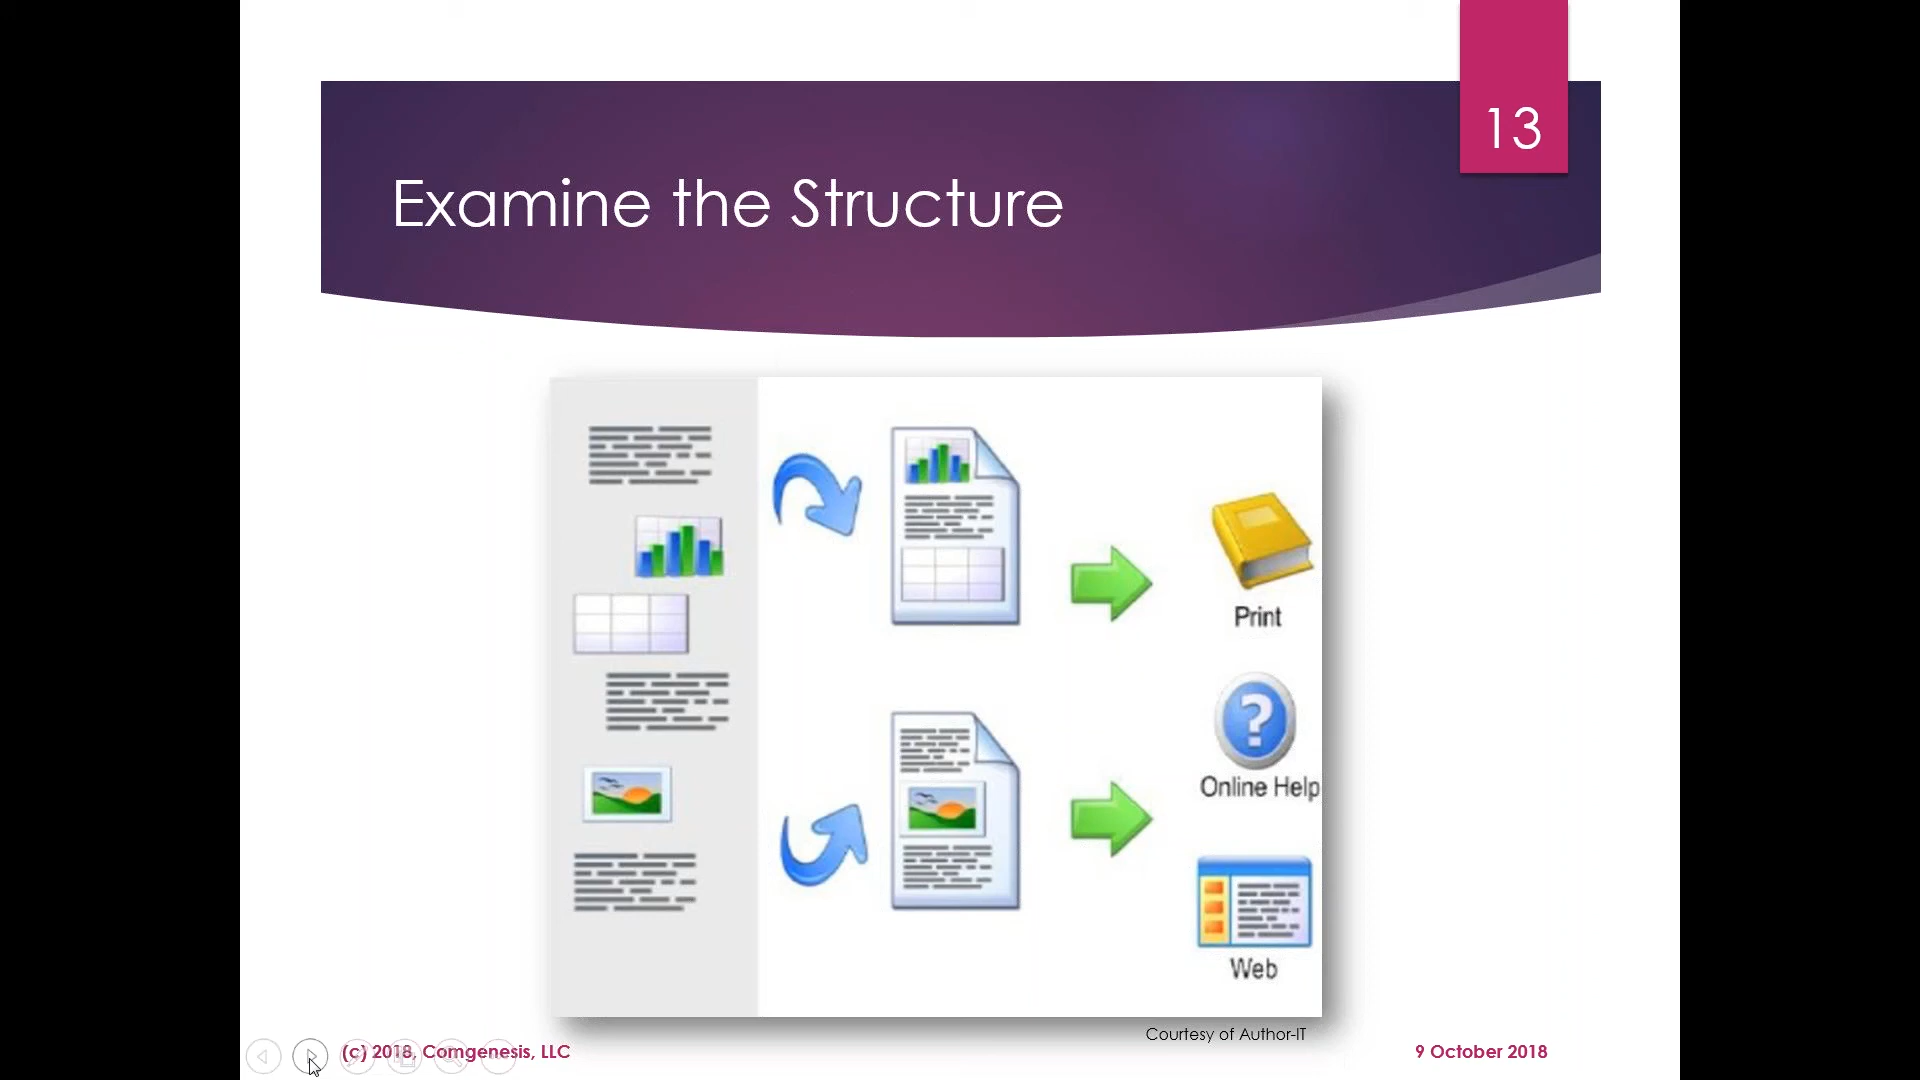 13
Examine the Structure
Print
Online Help
Web
Courtesy of Author-IT
(c) 2018, Comgenesis, LLC
9 October 2018